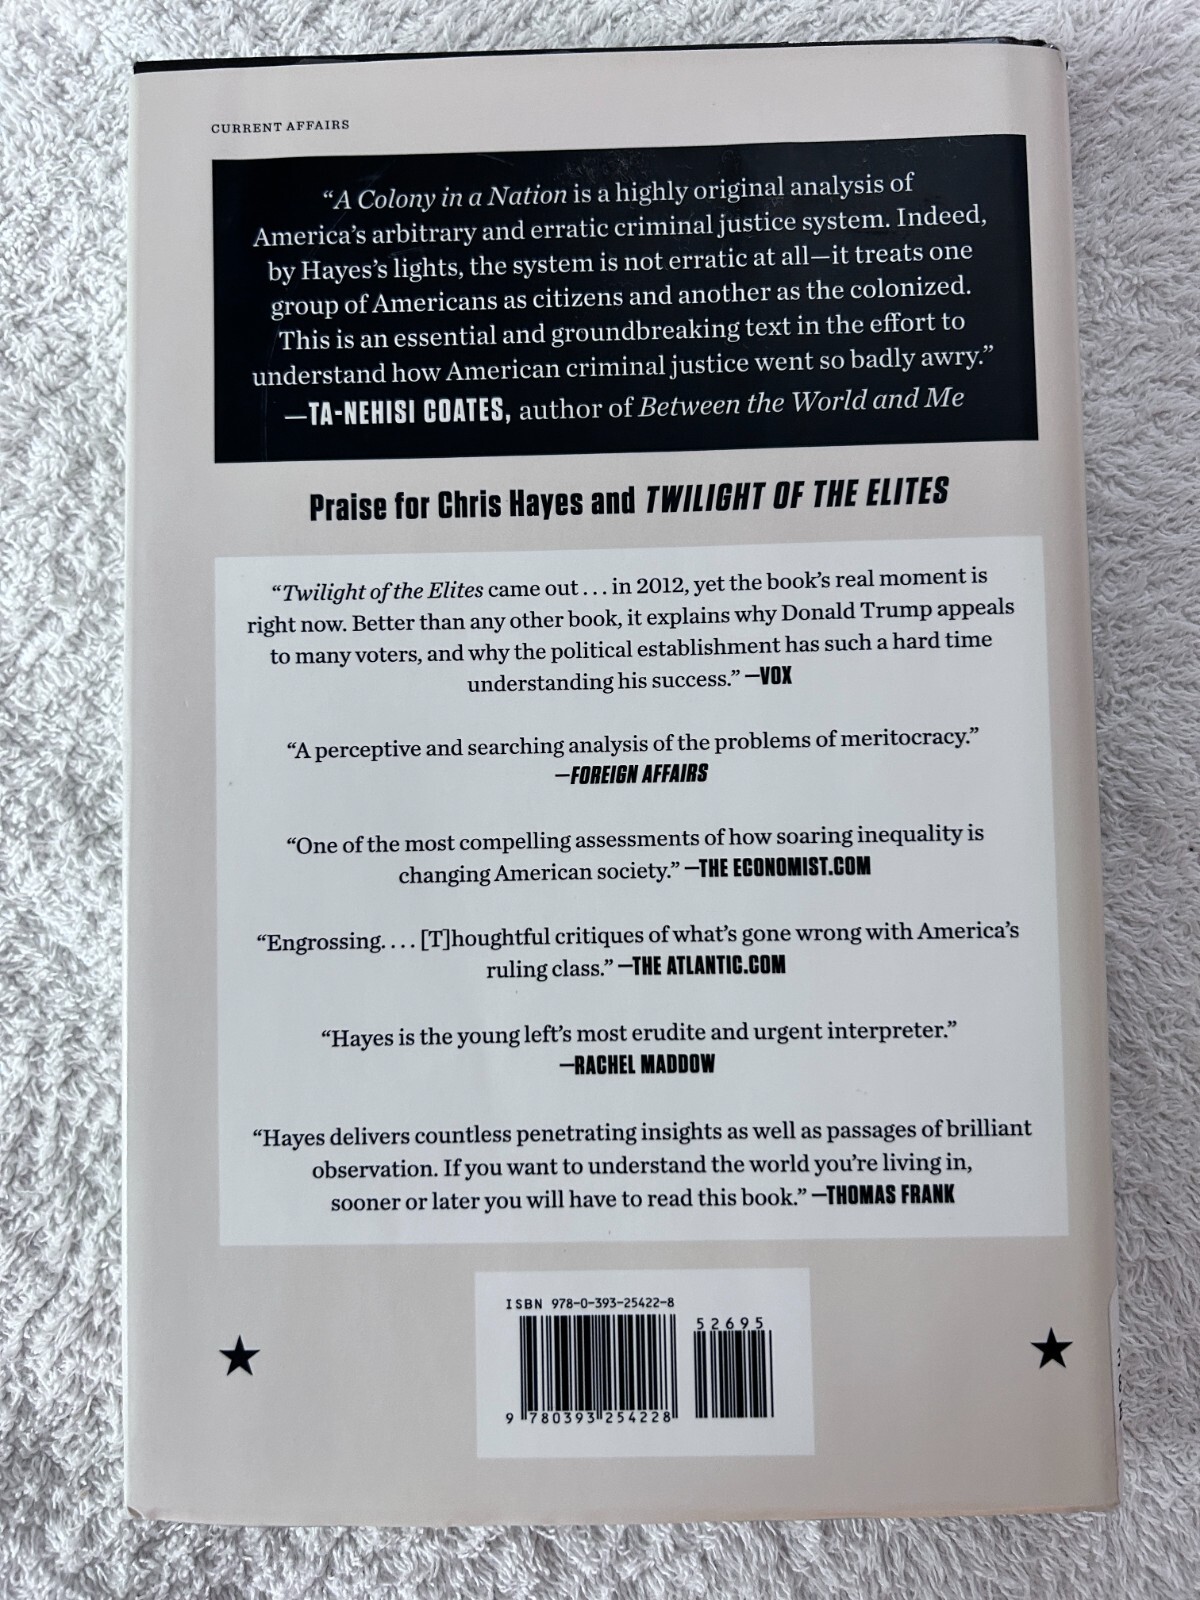 CURRENT AFFAIRS
“A Colony in a Nation is a highly original analysis of
America’s arbitrary and erratic criminal justice system. Indeed,
by Hayes’s lights, the system is not erratic at all—it treats one
group of Americans as citizens and another as the colonized.
This is an essential and groundbreaking text in the effort to
understand how American criminal justice went so badly awry.”
—TA-NEHISI COATES, author of Between the World and Me
Praise for Chris Hayes and TWILIGHT OF THE ELITES
“Twilight of the Elites came out . . . in 2012, yet the book’s real moment is
right now. Better than any other book, it explains why Donald Trump appeals
to many voters, and why the political establishment has such a hard time
understanding his success.” —VOX
“A perceptive and searching analysis of the problems of meritocracy.”
—FOREIGN AFFAIRS
“One of the most compelling assessments of how soaring inequality is
changing American society.” —THE ECONOMIST.COM
“Engrossing. . . . [T]houghtful critiques of what’s gone wrong with America’s
ruling class.” —THE ATLANTIC.COM
“Hayes is the young left’s most erudite and urgent interpreter.”
—RACHEL MADDOW
“Hayes delivers countless penetrating insights as well as passages of brilliant
observation. If you want to understand the world you’re living in,
sooner or later you will have to read this book.” —THOMAS FRANK
ISBN 978-0-393-25422-8
52695
9 780393 254228